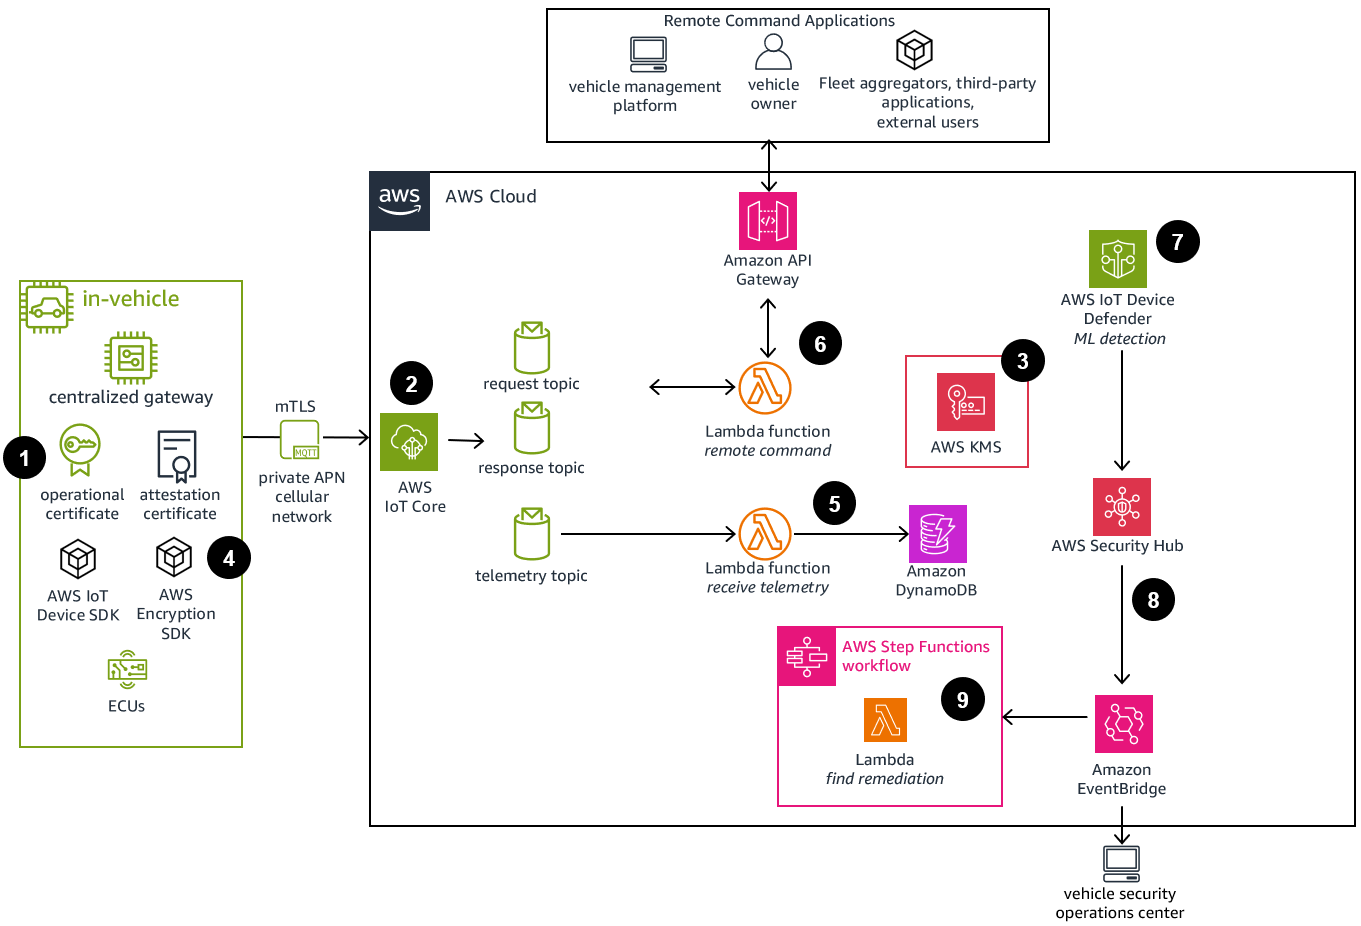 Remote Command Applications
vehicle management
platform
vehicle
owner
Fleet aggregators, third-party
applications,
external users
aws
AWS Cloud
Amazon API
Gateway
7
AWS IoT Device
Defender
ML detection
in-vehicle
centralized gateway
1
operational
certificate
attestation
certificate
4
AWS IoT
Device SDK
AWS
Encryption
SDK
ECUs
mTLS
MQTT
private APN
cellular
network
2
AWS
IoT Core
request topic
response topic
telemetry topic
6
Lambda function
remote command
3
AWS KMS
5
Lambda function
receive telemetry
Amazon
DynamoDB
AWS Security Hub
8
AWS Step Functions
workflow
9
Lambda
find remediation
Amazon
EventBridge
vehicle security
operations center